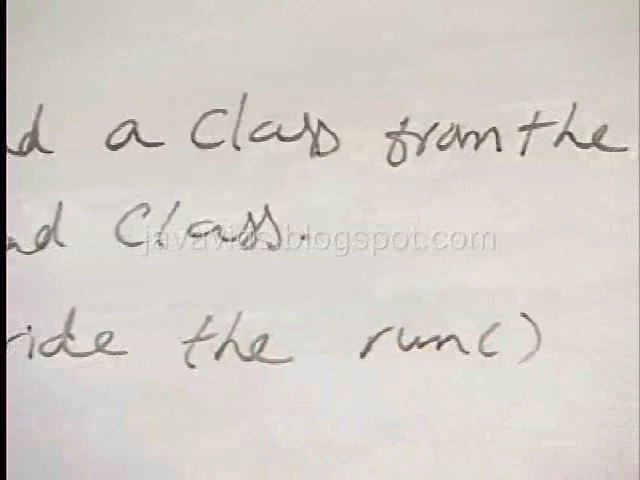 d a Class from the
ad Class.
javavids.blogspot.com
ride the run()